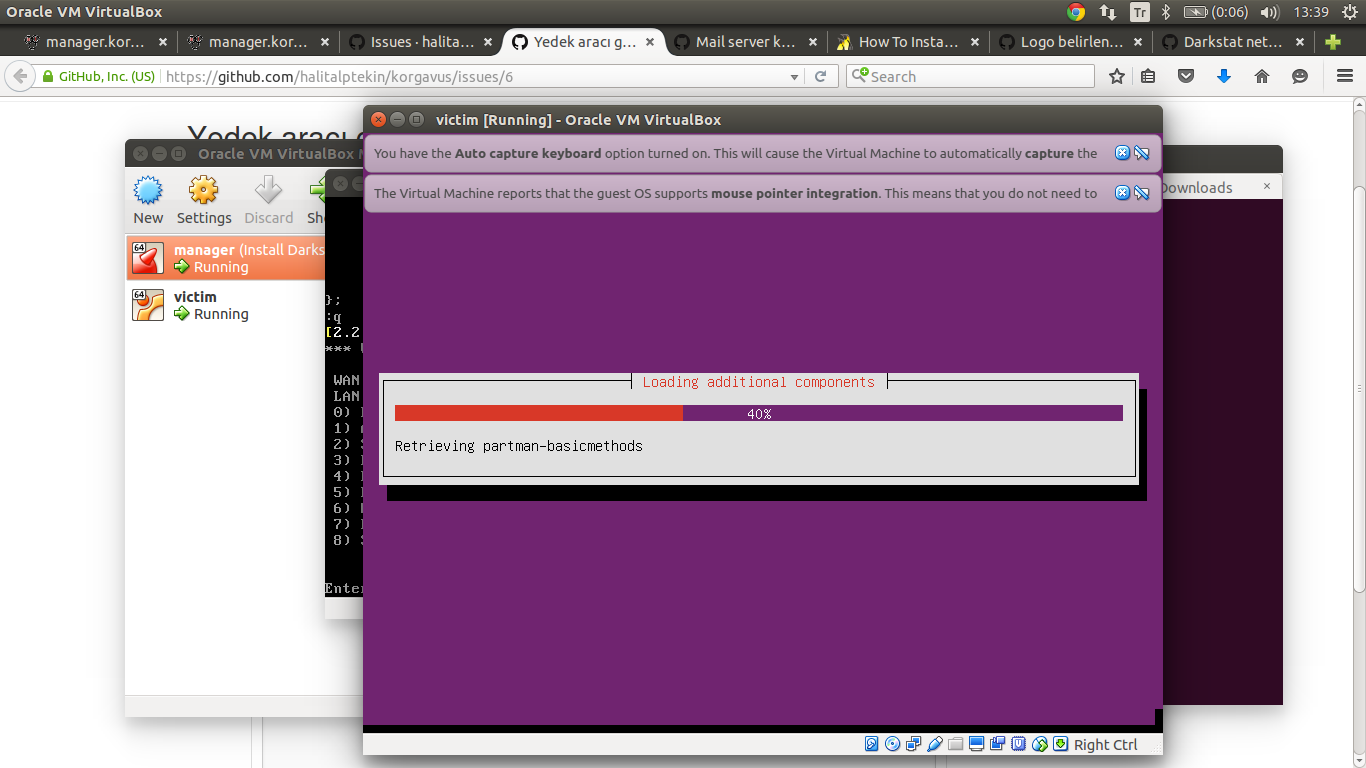 Oracle VM VirtualBox
Tr
(0:06)
13:39
manager.kor...
manager.kor...
Issues · halita...
Yedek aracı g...
Mail server k...
HOw To Insta...
Logo belirlen...
Darkstat net...
GitHub, Inc. (US)
https://github.com/halitalptekin/korgavus/issues/6
Search
Yedek aracı
victim [Running] - Oracle VM VirtualBox
Oracle VM VirtualBox
You have the Auto capture keyboard option turned on. This will cause the Virtual Machine to automatically capture the
The Virtual Machine reports that the guest OS supports mouse pointer integration. This means that you do not need to
Downloads
New
Settings
Discard
64
manager (Install Darks
Running
64
victim
Running
};
:q
[2.2
***
WAN
LAN
0)
1)
2)
3)
4)
5)
6)
7)
8)
Enter
Loading additional components
40%
Retrieving partman-basicmethods
Right Ctrl